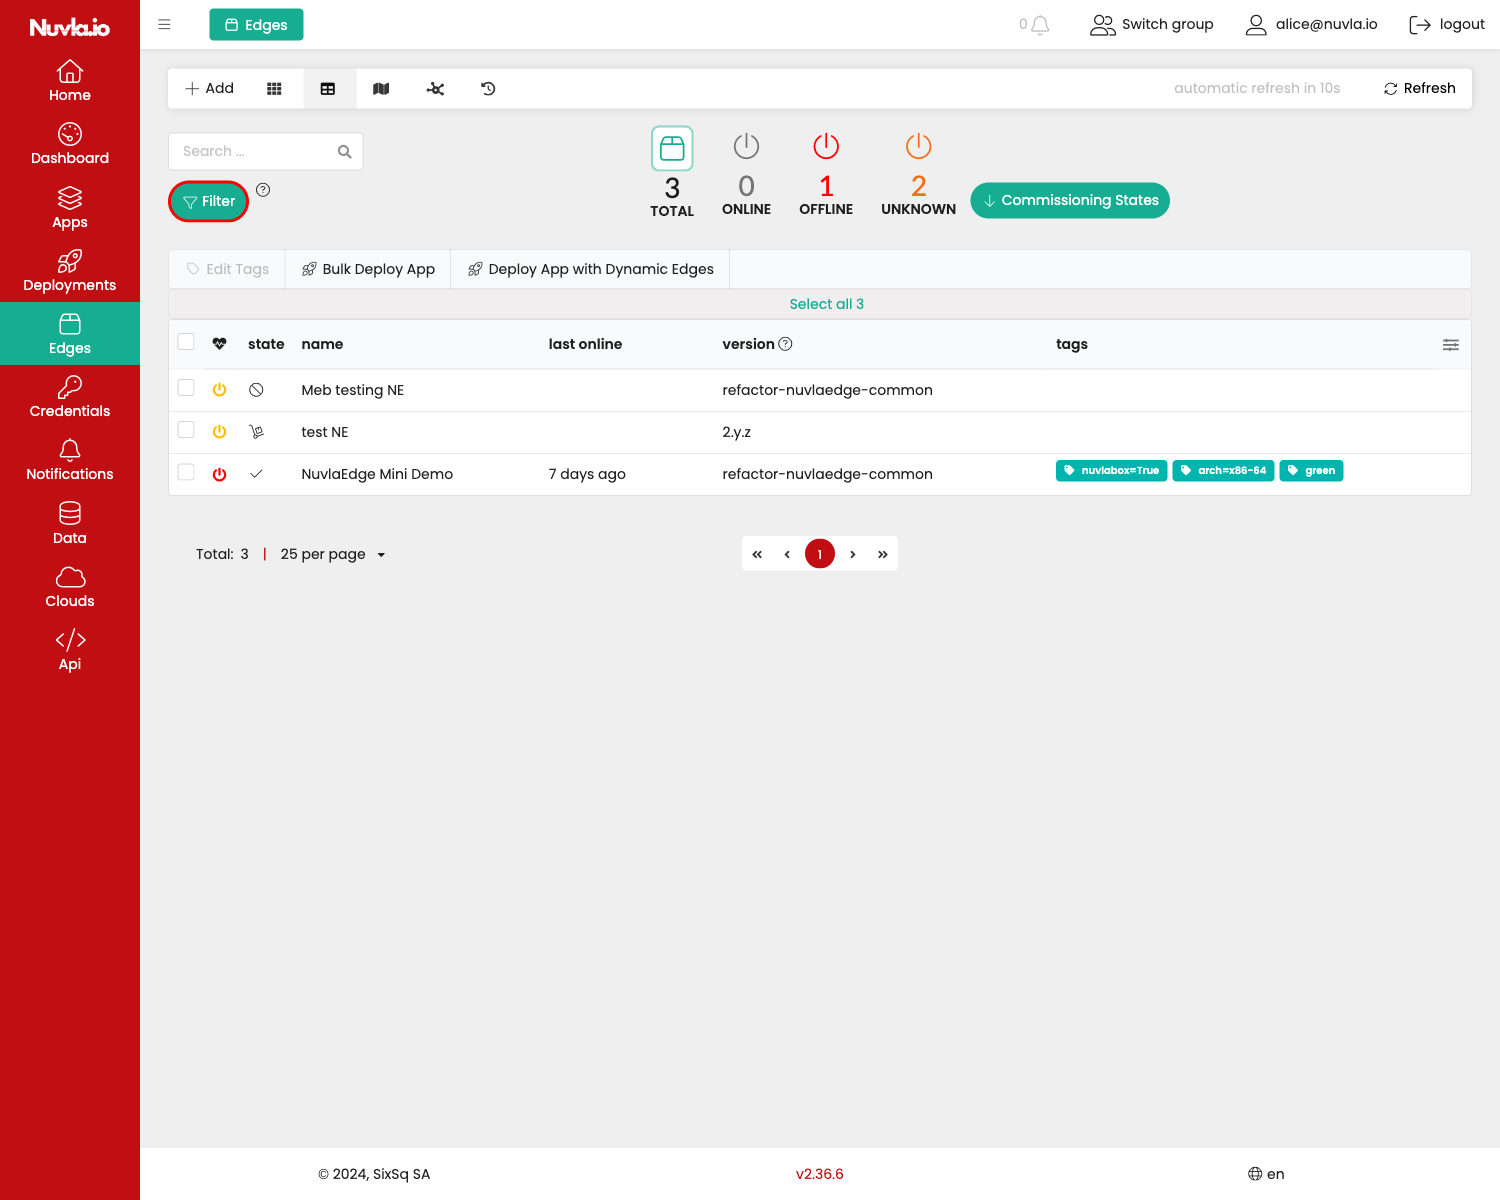 Nuvla.io
Home
Dashboard
Apps
Deployments
Edges
Credentials
Notifications
Data
Clouds
Api
Edges
0
Switch group
alice@nuvla.io
logout
Add
automatic refresh in 10s
Refresh
Search ...
Filter
3
TOTAL
0
ONLINE
1
OFFLINE
2
UNKNOWN
Commissioning States
Edit Tags
Bulk Deploy App
Deploy App with Dynamic Edges
Select all 3
state name last online version tags
Meb testing NE refactor-nuvlaedge-common
test NE 2.y.z
NuvlaEdge Mini Demo 7 days ago refactor-nuvlaedge-common nuvlabox=True arch=x86-64 green
Total: 3 | 25 per page
« ‹ 1 › »
© 2024, SixSq SA
v2.36.6
en